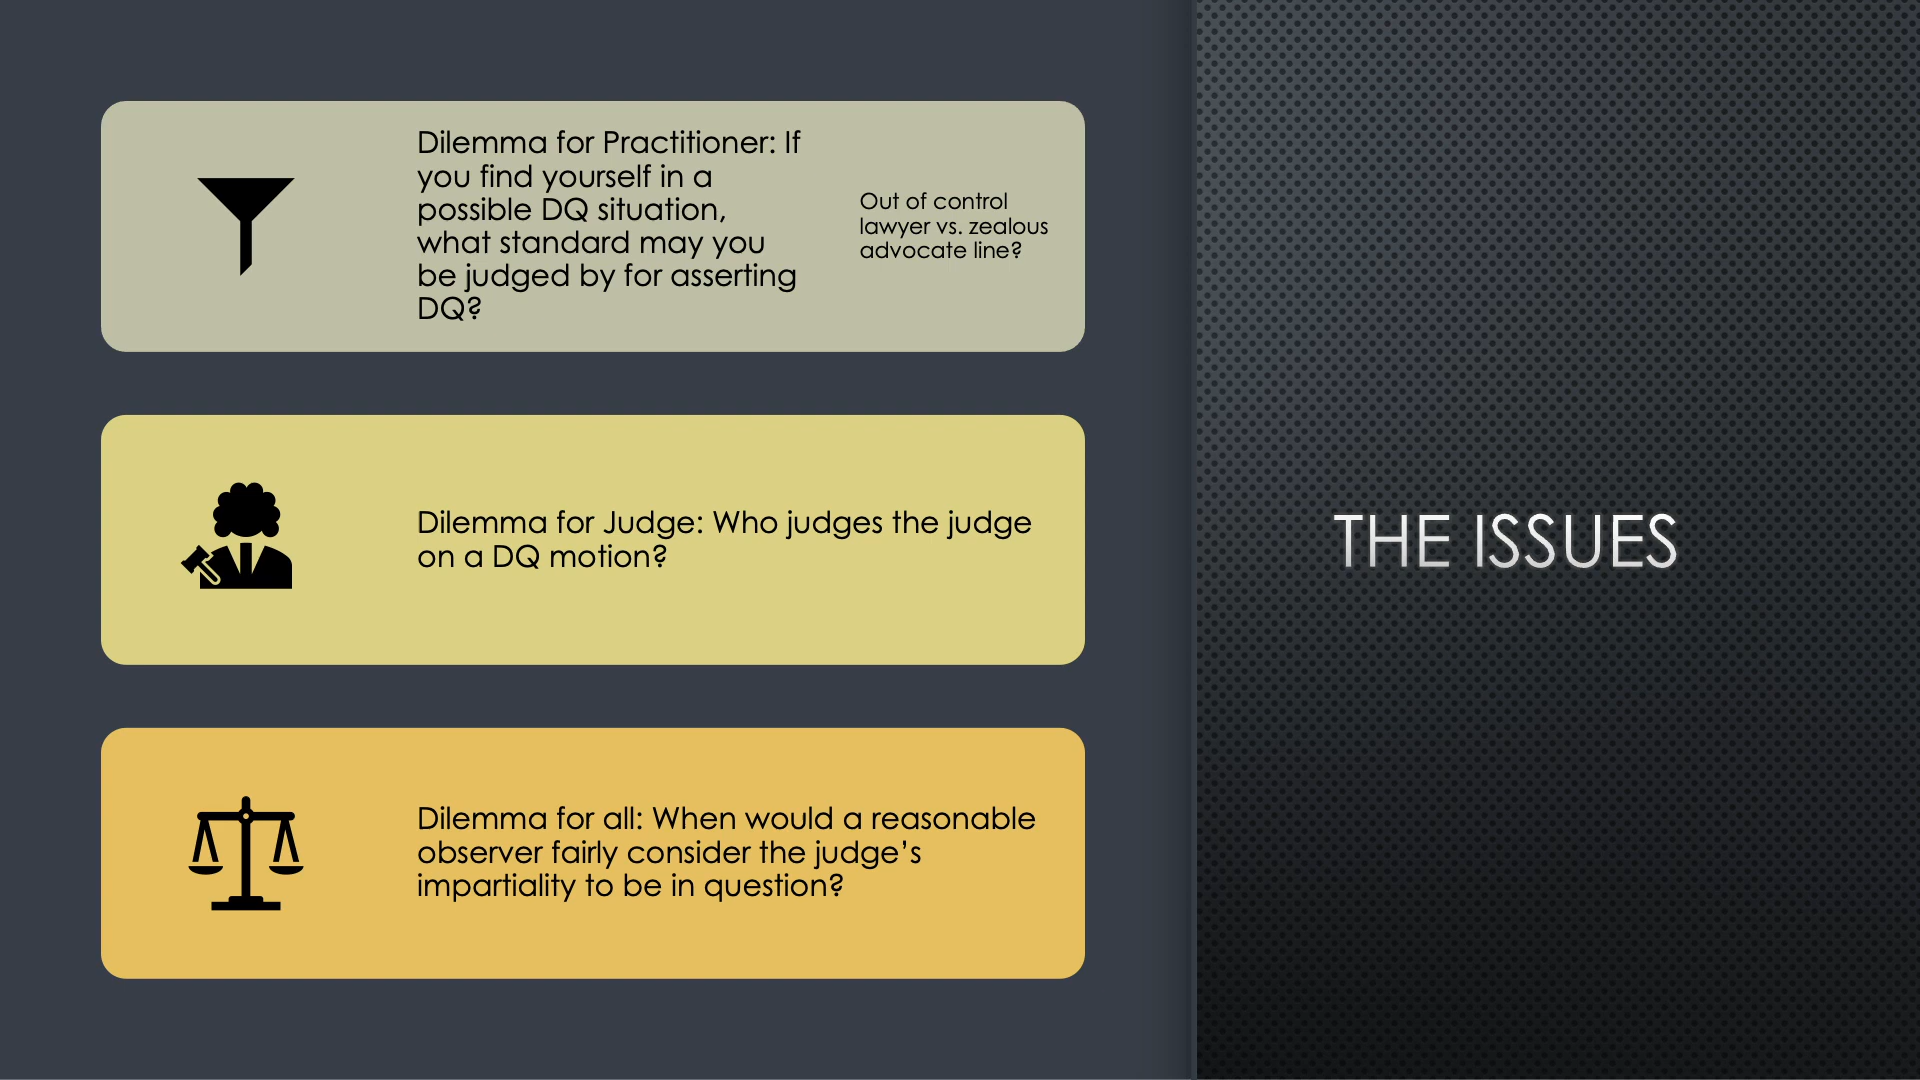 Dilemma for Practitioner: If
you find yourself in a
possible DQ situation,
what standard may you
be judged by for asserting
DQ?
Out of control
lawyer vs. zealous
advocate line?
Dilemma for Judge: Who judges the judge
on a DQ motion?
Dilemma for all: When would a reasonable
observer fairly consider the judge’s
impartiality to be in question?
THE ISSUES